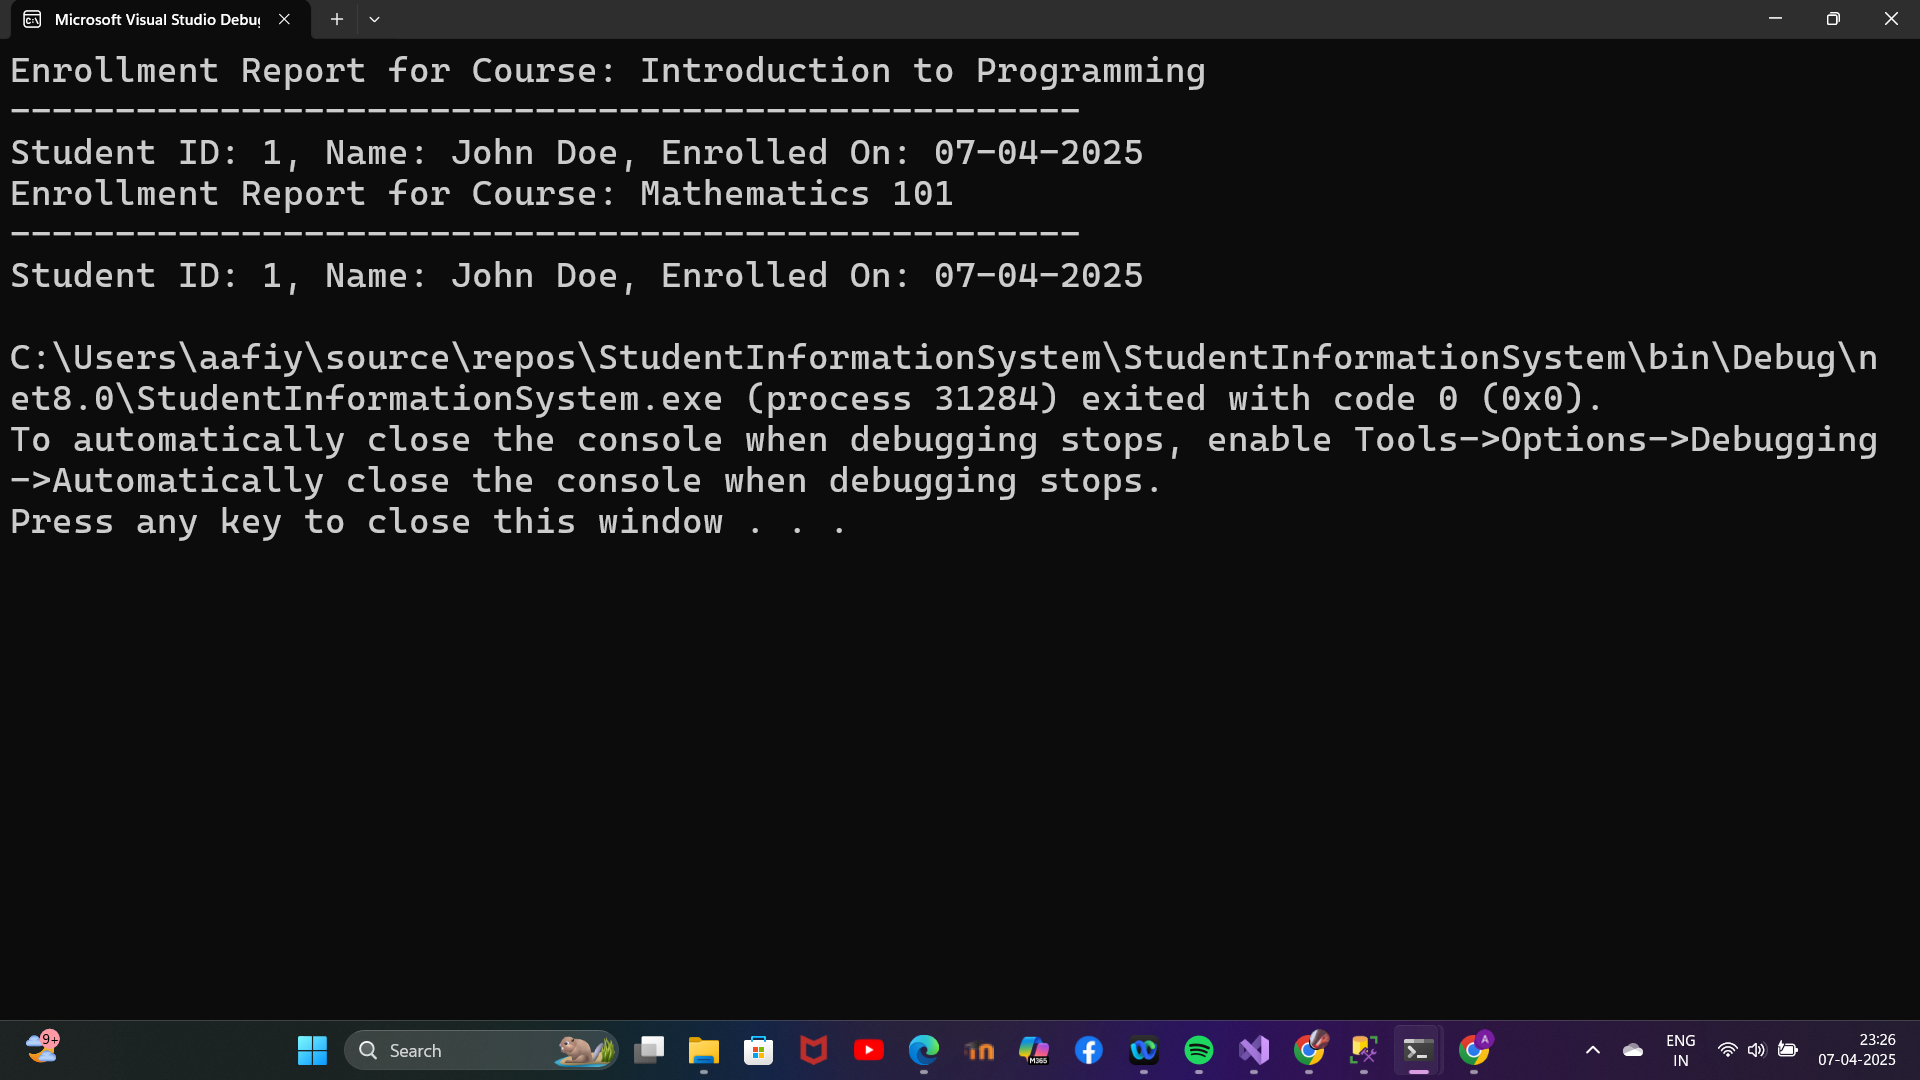 Microsoft Visual Studio Debug
Enrollment Report for Course: Introduction to Programming
---------------------------------------------------
Student ID: 1, Name: John Doe, Enrolled On: 07-04-2025
Enrollment Report for Course: Mathematics 101
---------------------------------------------------
Student ID: 1, Name: John Doe, Enrolled On: 07-04-2025
C:\Users\aafiy\source\repos\StudentInformationSystem\StudentInformationSystem\bin\Debug\n
et8.0\StudentInformationSystem.exe (process 31284) exited with code 0 (0x0).
To automatically close the console when debugging stops, enable Tools->Options->Debugging
->Automatically close the console when debugging stops.
Press any key to close this window . . .
9+
Search
M365
A
ENG
IN
23:26
07-04-2025